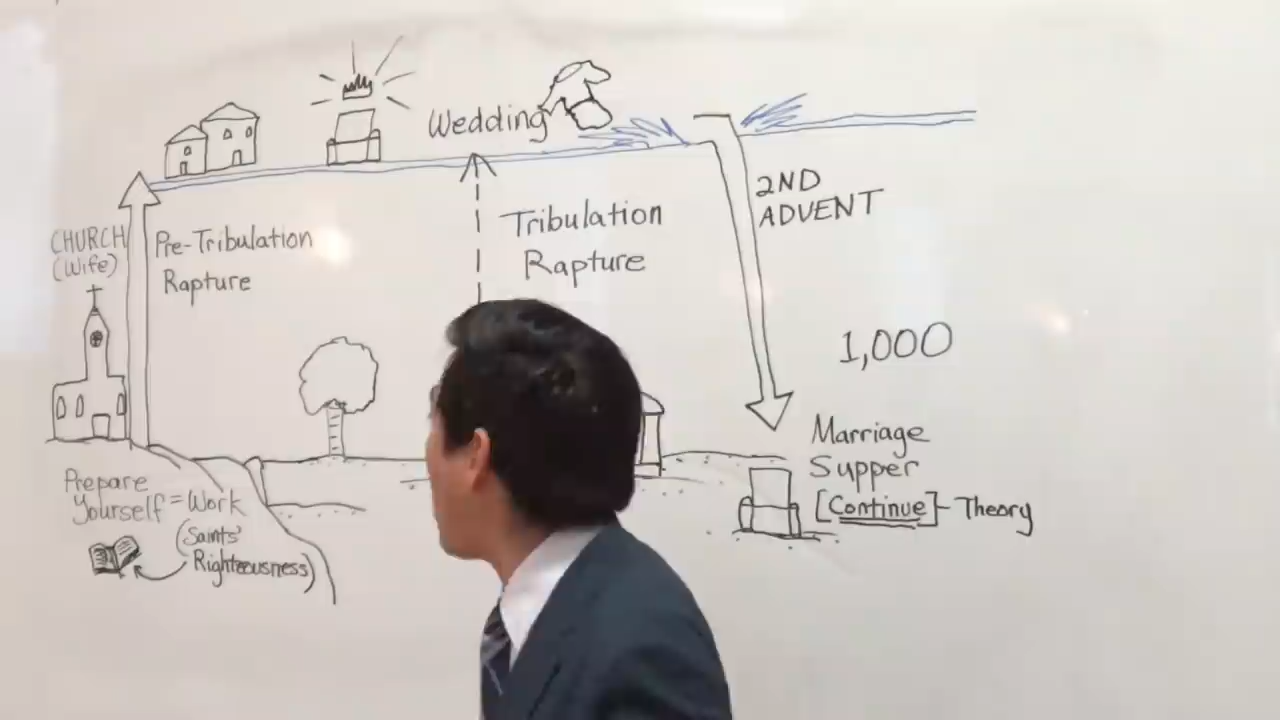 Wedding
CHURCH
(Wife)
Pre-Tribulation
Rapture
Tribulation
Rapture
2ND
ADVENT
1,000
Marriage
Supper
[Continue] - Theory
Prepare
Yourself = Work
(Saints'
Righteousness)